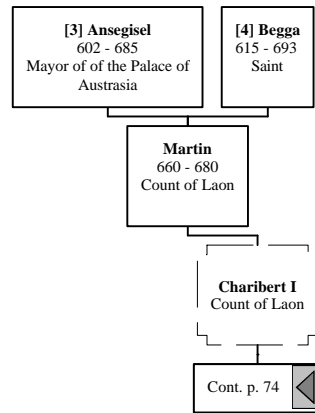 [3] Ansegisel
602 - 685
Mayor of of the Palace of
Austrasia
[4] Begga
615 - 693
Saint
Martin
660 - 680
Count of Laon
Charibert I
Count of Laon
Cont. p. 74